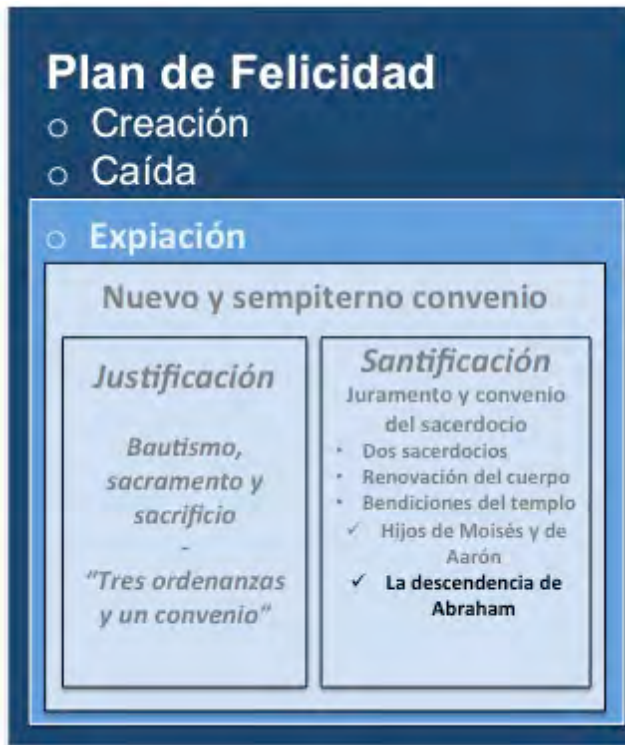 Plan de Felicidad
o Creación
o Caída
o Expiación
Nuevo y sempiterno convenio
Justificación
Bautismo,
sacramento y
sacrificio
-
"Tres ordenanzas
y un convenio"
Santificación
Juramento y convenio
del sacerdocio
• Dos sacerdocios
• Renovación del cuerpo
• Bendiciones del templo
✓ Hijos de Moisés y de
Aarón
✓ La descendencia de
Abraham